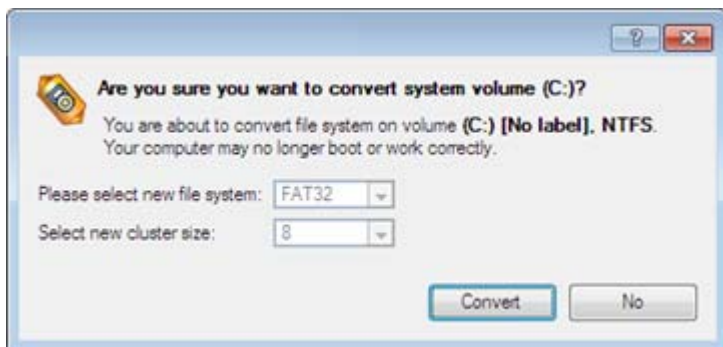 Are you sure you want to convert system volume (C:)?
You are about to convert file system on volume (C:) [No label], NTFS.
Your computer may no longer boot or work correctly.
Please select new file system: FAT32
Select new cluster size: 8
Convert No